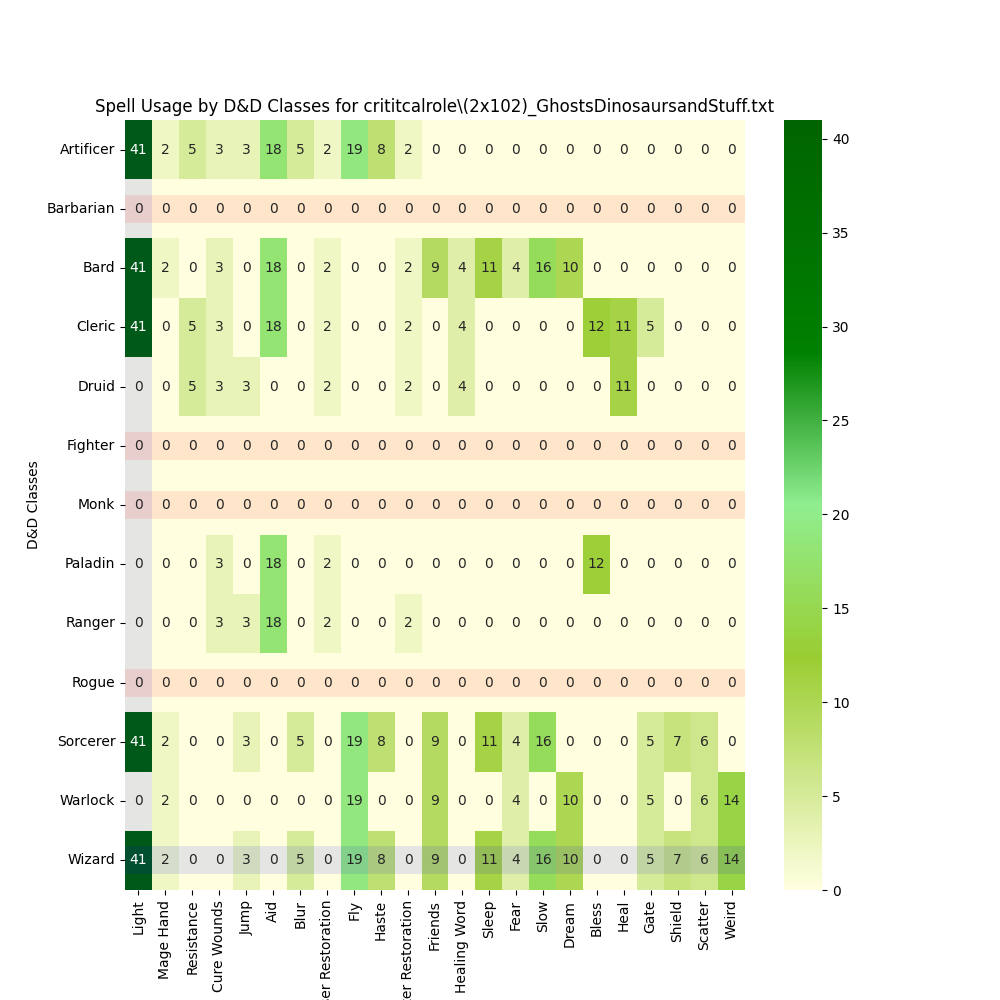 Spell Usage by D&D Classes for crititcalrole\(2x102)_GhostsDinosaursandStuff.txt
Artificer 41 2 5 3 3 18 5 2 19 8 2 0 0 0 0 0 0 0 0 0 0 0 0
Barbarian 0 0 0 0 0 0 0 0 0 0 0 0 0 0 0 0 0 0 0 0 0 0 0
Bard 41 2 0 3 0 18 0 2 0 0 2 9 4 11 4 16 10 0 0 0 0 0 0
Cleric 41 0 5 3 0 18 0 2 0 0 2 0 4 0 0 0 0 12 11 5 0 0 0
Druid 0 0 5 3 3 0 0 2 0 0 2 0 4 0 0 0 0 0 11 0 0 0 0
Fighter 0 0 0 0 0 0 0 0 0 0 0 0 0 0 0 0 0 0 0 0 0 0 0
Monk 0 0 0 0 0 0 0 0 0 0 0 0 0 0 0 0 0 0 0 0 0 0 0
Paladin 0 0 0 3 0 18 0 2 0 0 0 0 0 0 0 0 0 12 0 0 0 0 0
Ranger 0 0 0 3 3 18 0 2 0 0 2 0 0 0 0 0 0 0 0 0 0 0 0
Rogue 0 0 0 0 0 0 0 0 0 0 0 0 0 0 0 0 0 0 0 0 0 0 0
Sorcerer 41 2 0 0 3 0 5 0 19 8 0 9 0 11 4 16 0 0 0 5 7 6 0
Warlock 0 2 0 0 0 0 0 0 19 0 0 9 0 0 4 0 10 0 0 5 0 6 14
Wizard 41 2 0 0 3 0 5 0 19 8 0 9 0 11 4 16 10 0 0 5 7 6 14
D&D Classes
Light
Mage Hand
Resistance
Cure Wounds
Jump
Aid
Blur
er Restoration
Fly
Haste
er Restoration
Friends
Healing Word
Sleep
Fear
Slow
Dream
Bless
Heal
Gate
Shield
Scatter
Weird
40
35
30
25
20
15
10
5
0